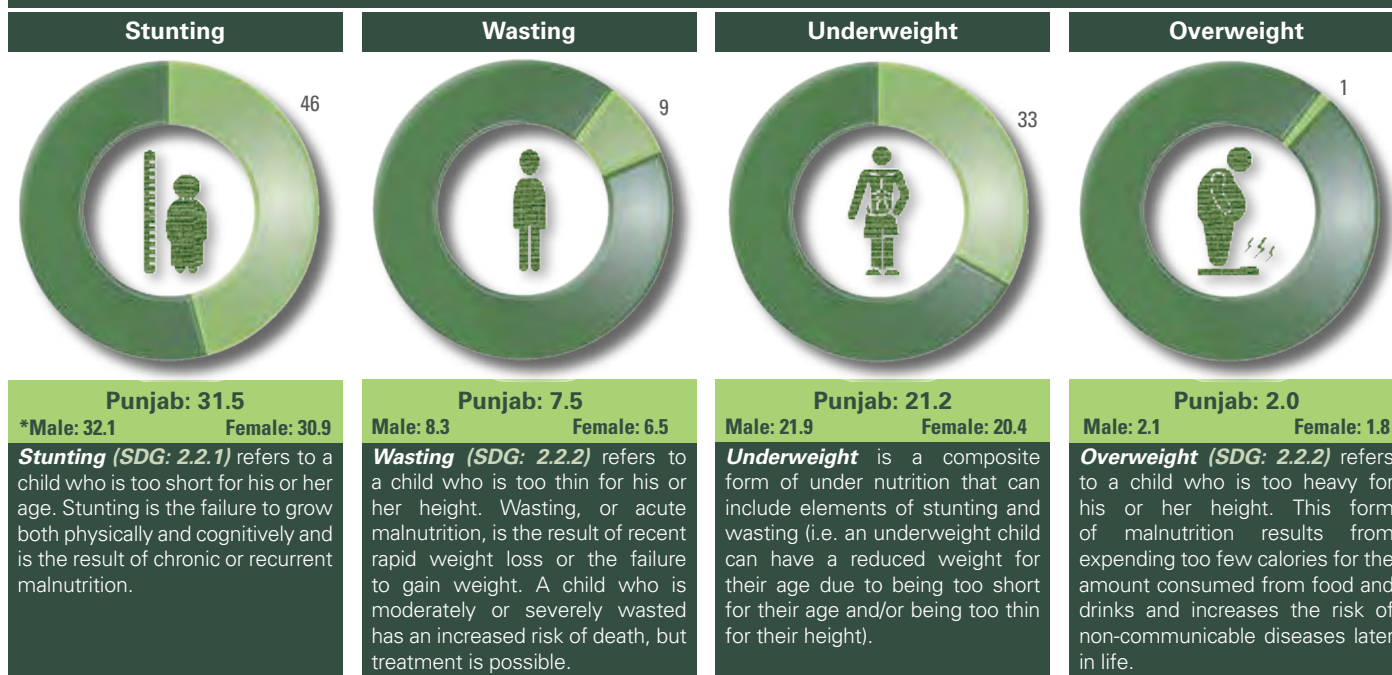 Stunting
46
Punjab: 31.5
*Male: 32.1 Female: 30.9
Stunting (SDG: 2.2.1) refers to a
child who is too short for his or her
age. Stunting is the failure to grow
both physically and cognitively and
is the result of chronic or recurrent
malnutrition.
Wasting
9
Punjab: 7.5
Male: 8.3 Female: 6.5
Wasting (SDG: 2.2.2) refers to
a child who is too thin for his or
her height. Wasting, or acute
malnutrition, is the result of recent
rapid weight loss or the failure
to gain weight. A child who is
moderately or severely wasted
has an increased risk of death, but
treatment is possible.
Underweight
33
Punjab: 21.2
Male: 21.9 Female: 20.4
Underweight is a composite
form of under nutrition that can
include elements of stunting and
wasting (i.e. an underweight child
can have a reduced weight for
their age due to being too short
for their age and/or being too thin
for their height).
Overweight
1
Punjab: 2.0
Male: 2.1 Female: 1.8
Overweight (SDG: 2.2.2) refers
to a child who is too heavy for
his or her height. This form
of malnutrition results from
expending too few calories for the
amount consumed from food and
drinks and increases the risk of
non-communicable diseases later
in life.